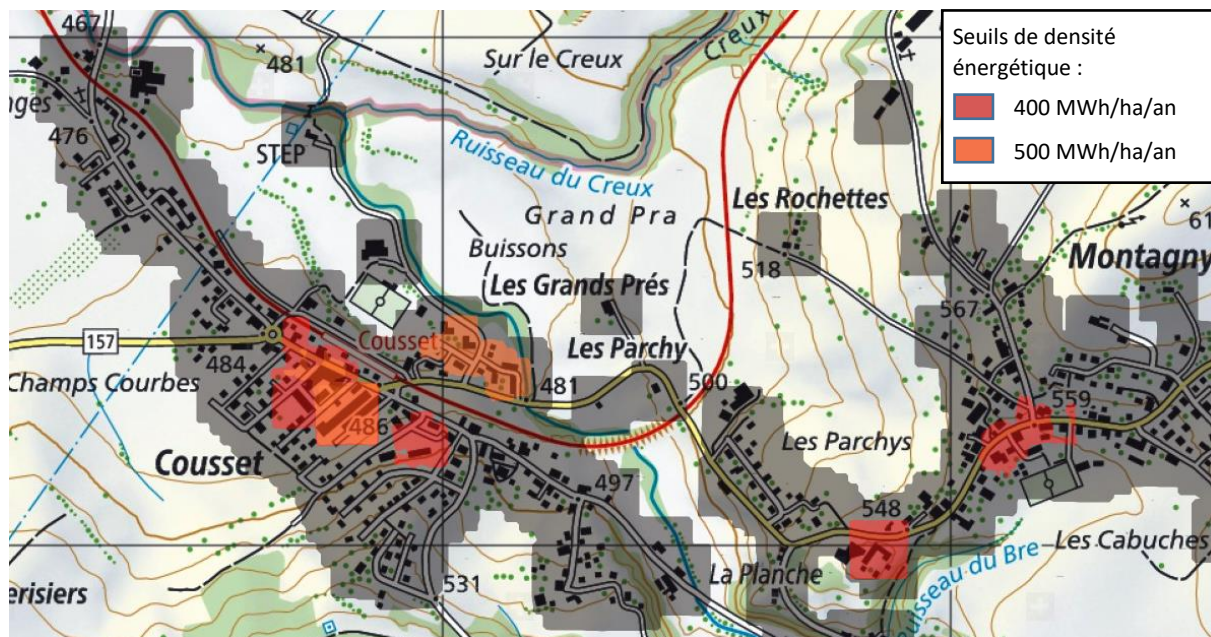 467
481
Sur le Creux
Creux
Seuils de densité
énergétique :
400 MWh/ha/an
500 MWh/ha/an
nges
476
STEP
Ruisseau du Creux
Grand Pra
Les Rochettes
61
Buissons
Montagny
518
Les Grands Prés
567
157
Cousset
Les Parchy
484
Champs Courbes
481
500
559
486
Les Parchys
Cousset
497
548
Les Cabuches
La Planche
531
uisseau du Bre
erisiers